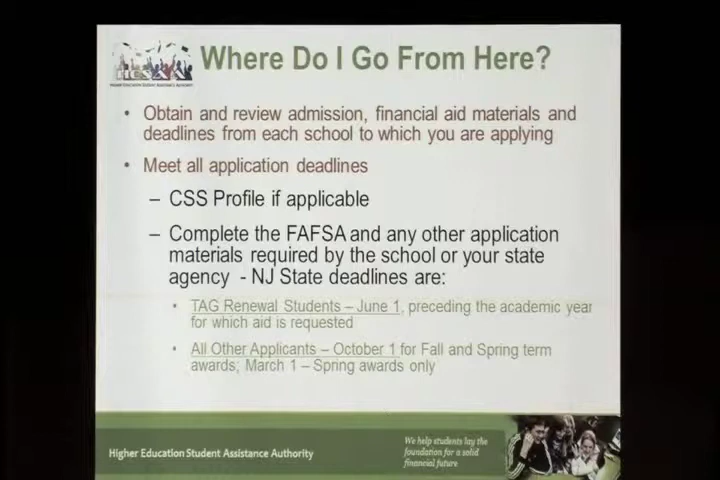 Where Do I Go From Here?
Higher Education Student Assistance Authority
• Obtain and review admission, financial aid materials and
deadlines from each school to which you are applying
• Meet all application deadlines
– CSS Profile if applicable
– Complete the FAFSA and any other application
materials required by the school or your state
agency - NJ State deadlines are:
• TAG Renewal Students – June 1, preceding the academic year
for which aid is requested
• All Other Applicants – October 1 for Fall and Spring term
awards; March 1 – Spring awards only
Higher Education Student Assistance Authority
We help students lay the
foundation for a solid
financial future